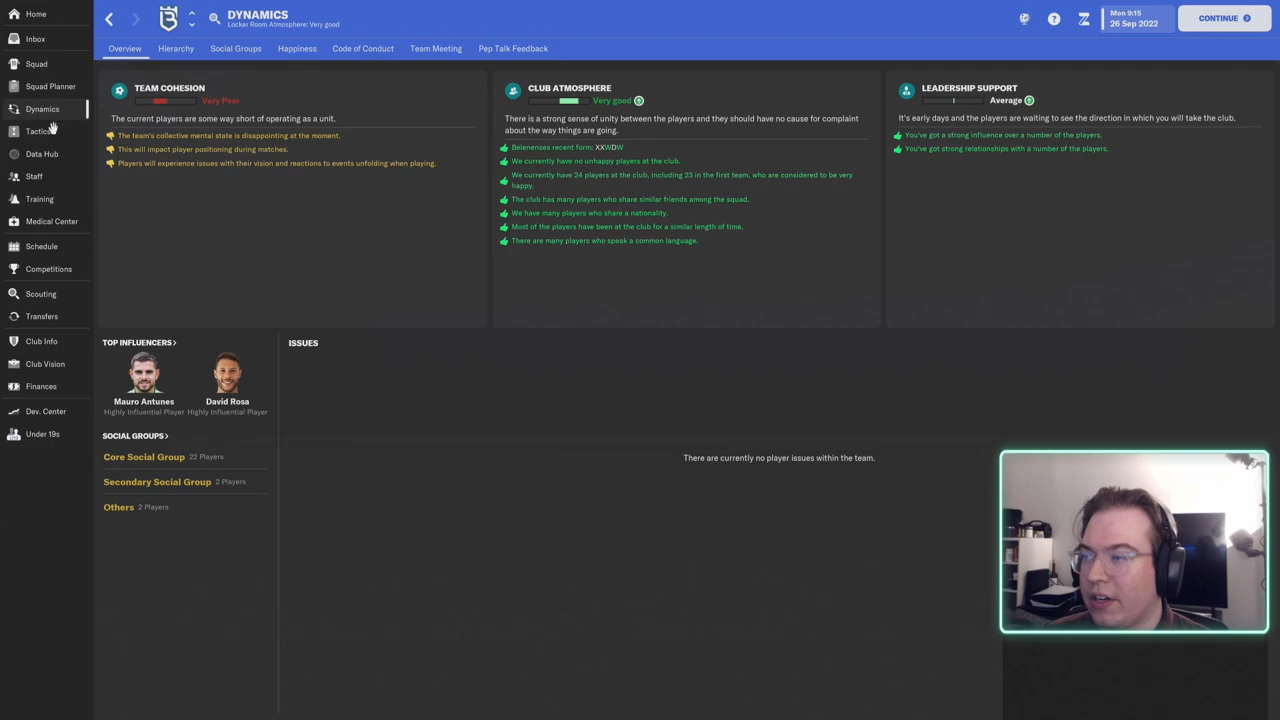 Home
Inbox
Squad
Squad Planner
Dynamics
Tactics
Data Hub
Staff
Training
Medical Center
Schedule
Competitions
Scouting
Transfers
Club Info
Club Vision
Finances
Dev. Center
Under 19s
DYNAMICS
Locker Room Atmosphere: Very good
Mon 9:15
26 Sep 2022
CONTINUE
Overview
Hierarchy
Social Groups
Happiness
Code of Conduct
Team Meeting
Pep Talk Feedback
TEAM COHESION
Very Poor
The current players are some way short of operating as a unit.
The team's collective mental state is disappointing at the moment.
This will impact player positioning during matches.
Players will experience issues with their vision and reactions to events unfolding when playing.
CLUB ATMOSPHERE
Very good
There is a strong sense of unity between the players and they should have no cause for complaint
about the way things are going.
Belenenses recent form: XXWDW
We currently have no unhappy players at the club.
We currently have 24 players at the club, including 23 in the first team, who are considered to be very
happy.
The club has many players who share similar friends among the squad.
We have many players who share a nationality.
Most of the players have been at the club for a similar length of time.
There are many players who speak a common language.
LEADERSHIP SUPPORT
Average
It's early days and the players are waiting to see the direction in which you will take the club.
You've got a strong influence over a number of the players.
You've got strong relationships with a number of the players.
TOP INFLUENCERS>
Mauro Antunes
Highly Influential Player
David Rosa
Highly Influential Player
SOCIAL GROUPS>
Core Social Group 22 Players
Secondary Social Group 2 Players
Others 2 Players
ISSUES
There are currently no player issues within the team.